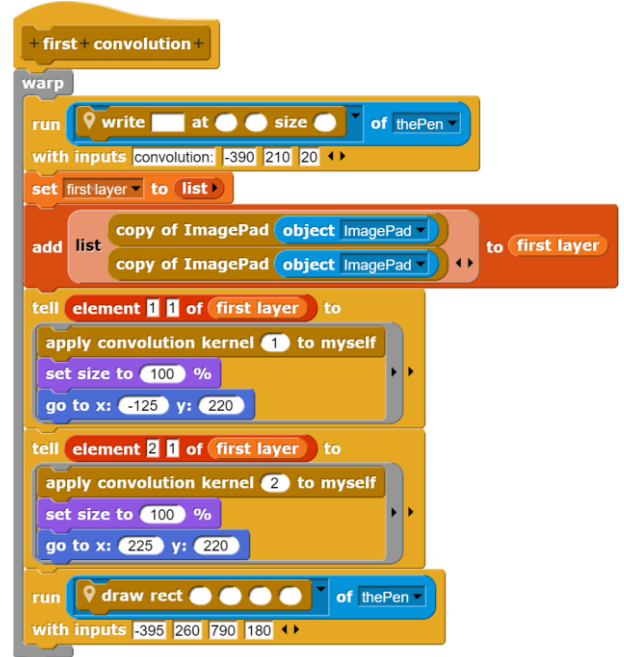 + first + convolution +
warp
run write at size of thePen
with inputs convolution: -390 210 20
set first layer to list
add list copy of ImagePad object ImagePad
copy of ImagePad object ImagePad to first layer
tell element 1 1 of first layer to
apply convolution kernel 1 to myself
set size to 100 %
go to x: -125 y: 220
tell element 2 1 of first layer to
apply convolution kernel 2 to myself
set size to 100 %
go to x: 225 y: 220
run draw rect of thePen
with inputs -395 260 790 180